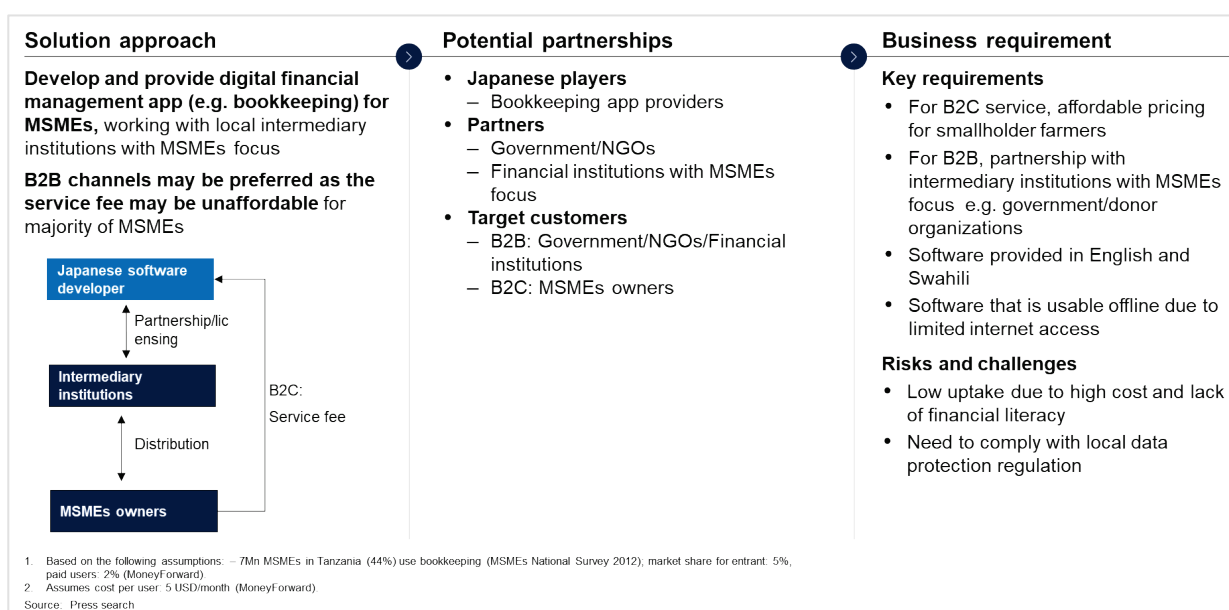 Solution approach
Develop and provide digital financial
management app (e.g. bookkeeping) for
MSMEs, working with local intermediary
institutions with MSMEs focus
B2B channels may be preferred as the
service fee may be unaffordable for
majority of MSMEs
Japanese software
developer
Partnership/lic
ensing
Intermediary
institutions
B2C:
Service fee
Distribution
MSMEs owners
Potential partnerships
• Japanese players
– Bookkeeping app providers
• Partners
– Government/NGOs
– Financial institutions with MSMEs
focus
• Target customers
– B2B: Government/NGOs/Financial
institutions
– B2C: MSMEs owners
Business requirement
Key requirements
• For B2C service, affordable pricing
for smallholder farmers
• For B2B, partnership with
intermediary institutions with MSMEs
focus e.g. government/donor
organizations
• Software provided in English and
Swahili
• Software that is usable offline due to
limited internet access
Risks and challenges
• Low uptake due to high cost and lack
of financial literacy
• Need to comply with local data
protection regulation
1. Based on the following assumptions: – 7Mn MSMEs in Tanzania (44%) use bookkeeping (MSMEs National Survey 2012); market share for entrant: 5%,
paid users: 2% (MoneyForward).
2. Assumes cost per user: 5 USD/month (MoneyForward).
Source: Press search